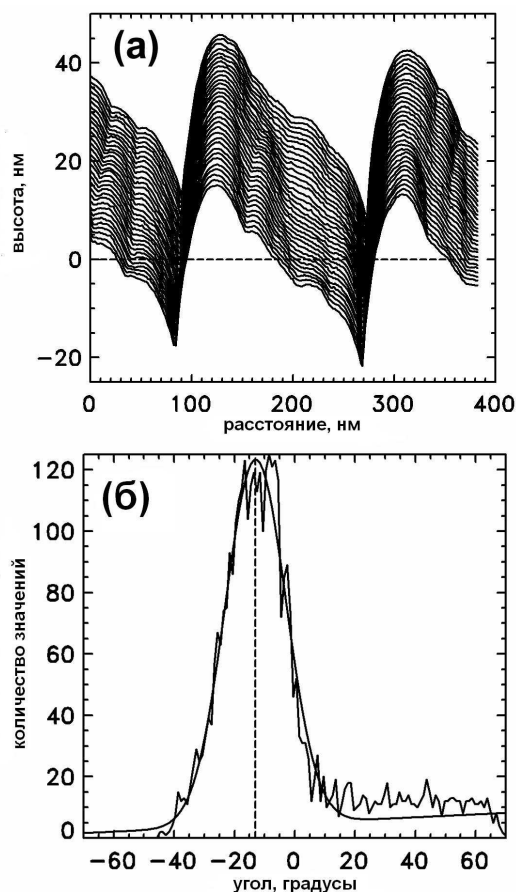 (а)
высота, нм
40
20
0
−20
0 100 200 300 400
расстояние, нм
(б)
количество значений
120
100
80
60
40
20
0
−60 −40 −20 0 20 40 60
угол, градусы